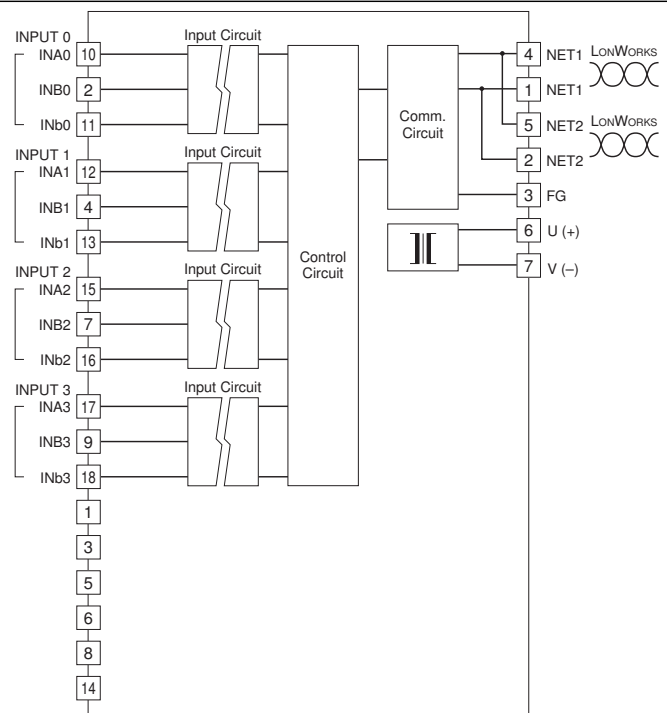 INPUT 0
INA0 10
INB0 2
INb0 11
Input Circuit
INPUT 1
INA1 12
INB1 4
INb1 13
Input Circuit
INPUT 2
INA2 15
INB2 7
INb2 16
Input Circuit
INPUT 3
INA3 17
INB3 9
INb3 18
Input Circuit
1
3
5
6
8
14
Control
Circuit
Comm.
Circuit
4 NET1 LONWORKS
1 NET1
5 NET2 LONWORKS
2 NET2
3 FG
6 U (+)
7 V (–)